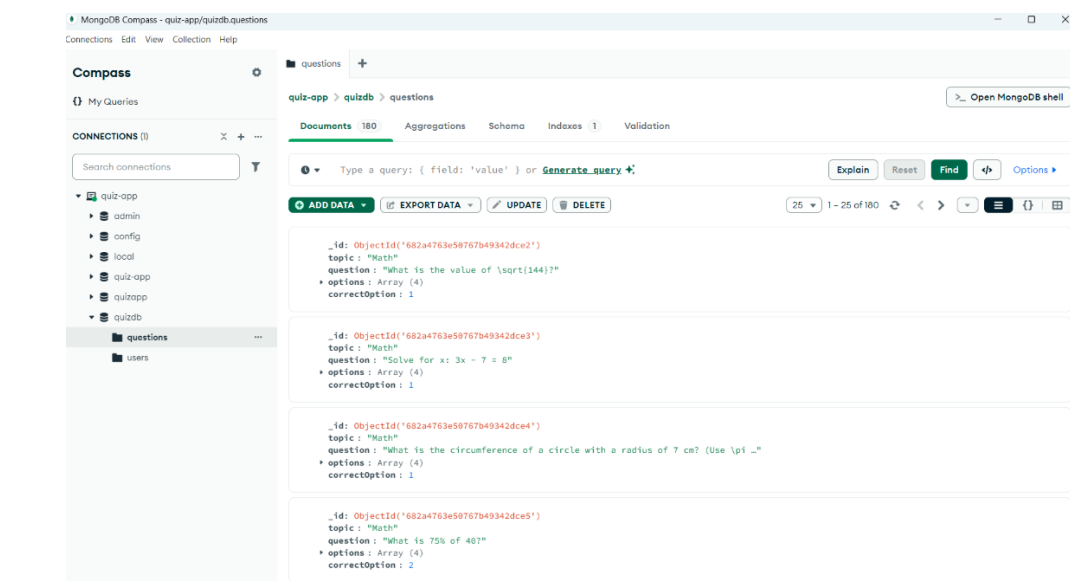 MongoDB Compass - quiz-app/quizdb.questions
Connections Edit View Collection Help
Compass
{} My Queries
CONNECTIONS (1)
Search connections
quiz-app
admin
config
local
quiz-app
quizapp
quizdb
questions
users
questions
quiz-app > quizdb > questions
>_ Open MongoDB shell
Documents 180 Aggregations Schema Indexes 1 Validation
Type a query: { field: 'value' } or Generate query
Explain Reset Find </> Options
ADD DATA EXPORT DATA UPDATE DELETE
25 1 – 25 of 180 {}
_id: ObjectId('682a4763e50767b49342dce2')
topic : "Math"
question : "What is the value of \sqrt{144}?"
options : Array (4)
correctOption : 1
_id: ObjectId('682a4763e50767b49342dce3')
topic : "Math"
question : "Solve for x: 3x - 7 = 8"
options : Array (4)
correctOption : 1
_id: ObjectId('682a4763e50767b49342dce4')
topic : "Math"
question : "What is the circumference of a circle with a radius of 7 cm? (Use \pi …"
options : Array (4)
correctOption : 1
_id: ObjectId('682a4763e50767b49342dce5')
topic : "Math"
question : "What is 75% of 40?"
options : Array (4)
correctOption : 2